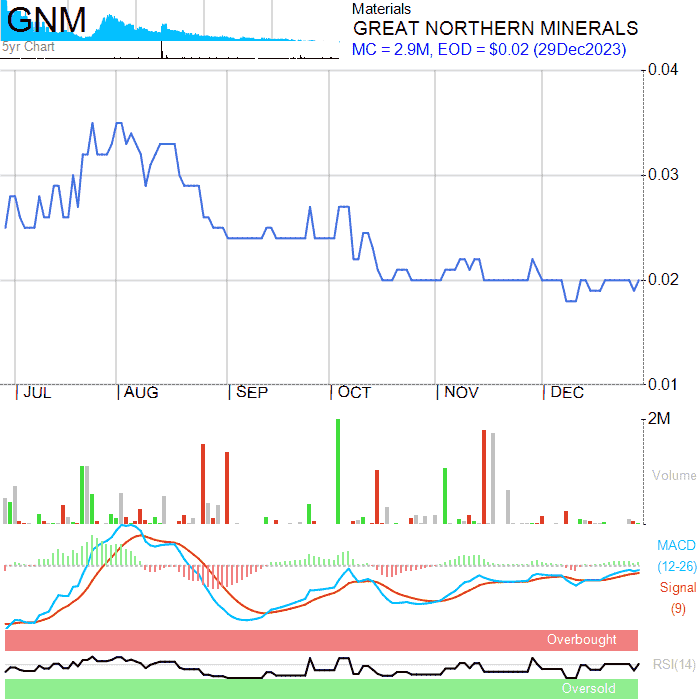 GNM
5yr Chart
Materials
GREAT NORTHERN MINERALS
MC = 2.9M, EOD = $0.02 (29Dec2023)
0.04
0.03
0.02
0.01
JUL
AUG
SEP
OCT
NOV
DEC
2M
Volume
MACD
(12-26)
Signal
(9)
Overbought
RSI(14)
Oversold